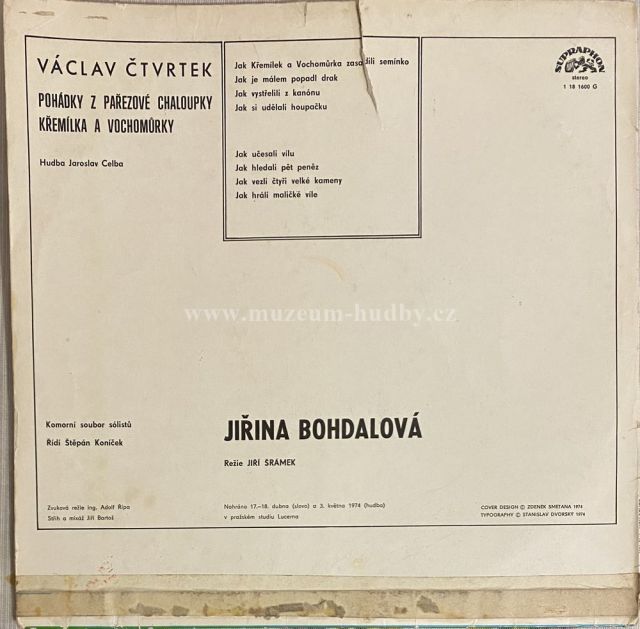 VÁCLAV ČTVRTEK
POHÁDKY Z PAŘEZOVÉ CHALOUPKY
KŘEMÍLKA A VOCHOMŮRKY
Hudba Jaroslav Celba
Jak Křemílek a Vochomůrka zasadili semínko
Jak je málem popadl drak
Jak vystřelili z kanónu
Jak si udělali houpačku
Jak učesali vílu
Jak hledali pět peněz
Jak vezli čtyři velké kameny
Jak hráli maličké víle
SUPRAPHON
stereo
1 18 1600 G
www.muzeum-hudby.cz
Komorní soubor sólistů
Řídí Štěpán Koníček
JIŘINA BOHDALOVÁ
Režie JIŘÍ ŠRÁMEK
Zvuková režie ing. Adolf Řípa
Střih a mixáž Jiří Bartoš
Nahráno 17.–18. dubna (slovo) a 3. května 1974 (hudba)
v pražském studiu Lucerna
COVER DESIGN © ZDENĚK SMETANA 1974
TYPOGRAPHY © STANISLAV DVORSKÝ 1974